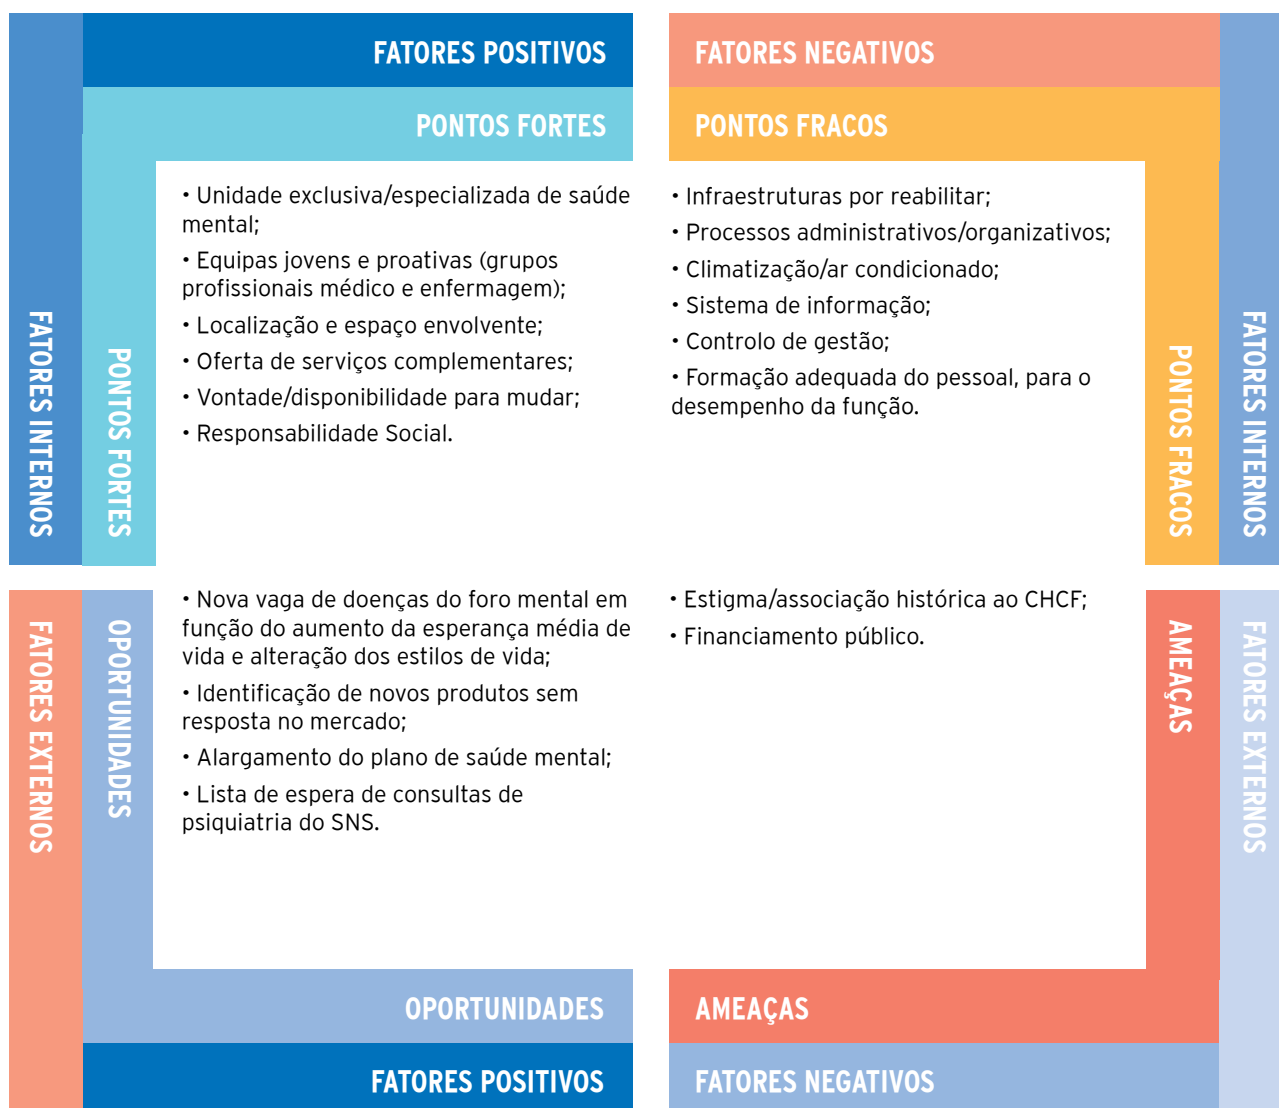 FATORES POSITIVOS
PONTOS FORTES
FATORES INTERNOS
PONTOS FORTES
• Unidade exclusiva/especializada de saúde
mental;
• Equipas jovens e proativas (grupos
profissionais médico e enfermagem);
• Localização e espaço envolvente;
• Oferta de serviços complementares;
• Vontade/disponibilidade para mudar;
• Responsabilidade Social.
FATORES NEGATIVOS
PONTOS FRACOS
• Infraestruturas por reabilitar;
• Processos administrativos/organizativos;
• Climatização/ar condicionado;
• Sistema de informação;
• Controlo de gestão;
• Formação adequada do pessoal, para o
desempenho da função.
PONTOS FRACOS
FATORES INTERNOS
FATORES EXTERNOS
OPORTUNIDADES
• Nova vaga de doenças do foro mental em
função do aumento da esperança média de
vida e alteração dos estilos de vida;
• Identificação de novos produtos sem
resposta no mercado;
• Alargamento do plano de saúde mental;
• Lista de espera de consultas de
psiquiatria do SNS.
OPORTUNIDADES
FATORES POSITIVOS
• Estigma/associação histórica ao CHCF;
• Financiamento público.
AMEAÇAS
FATORES EXTERNOS
AMEAÇAS
FATORES NEGATIVOS